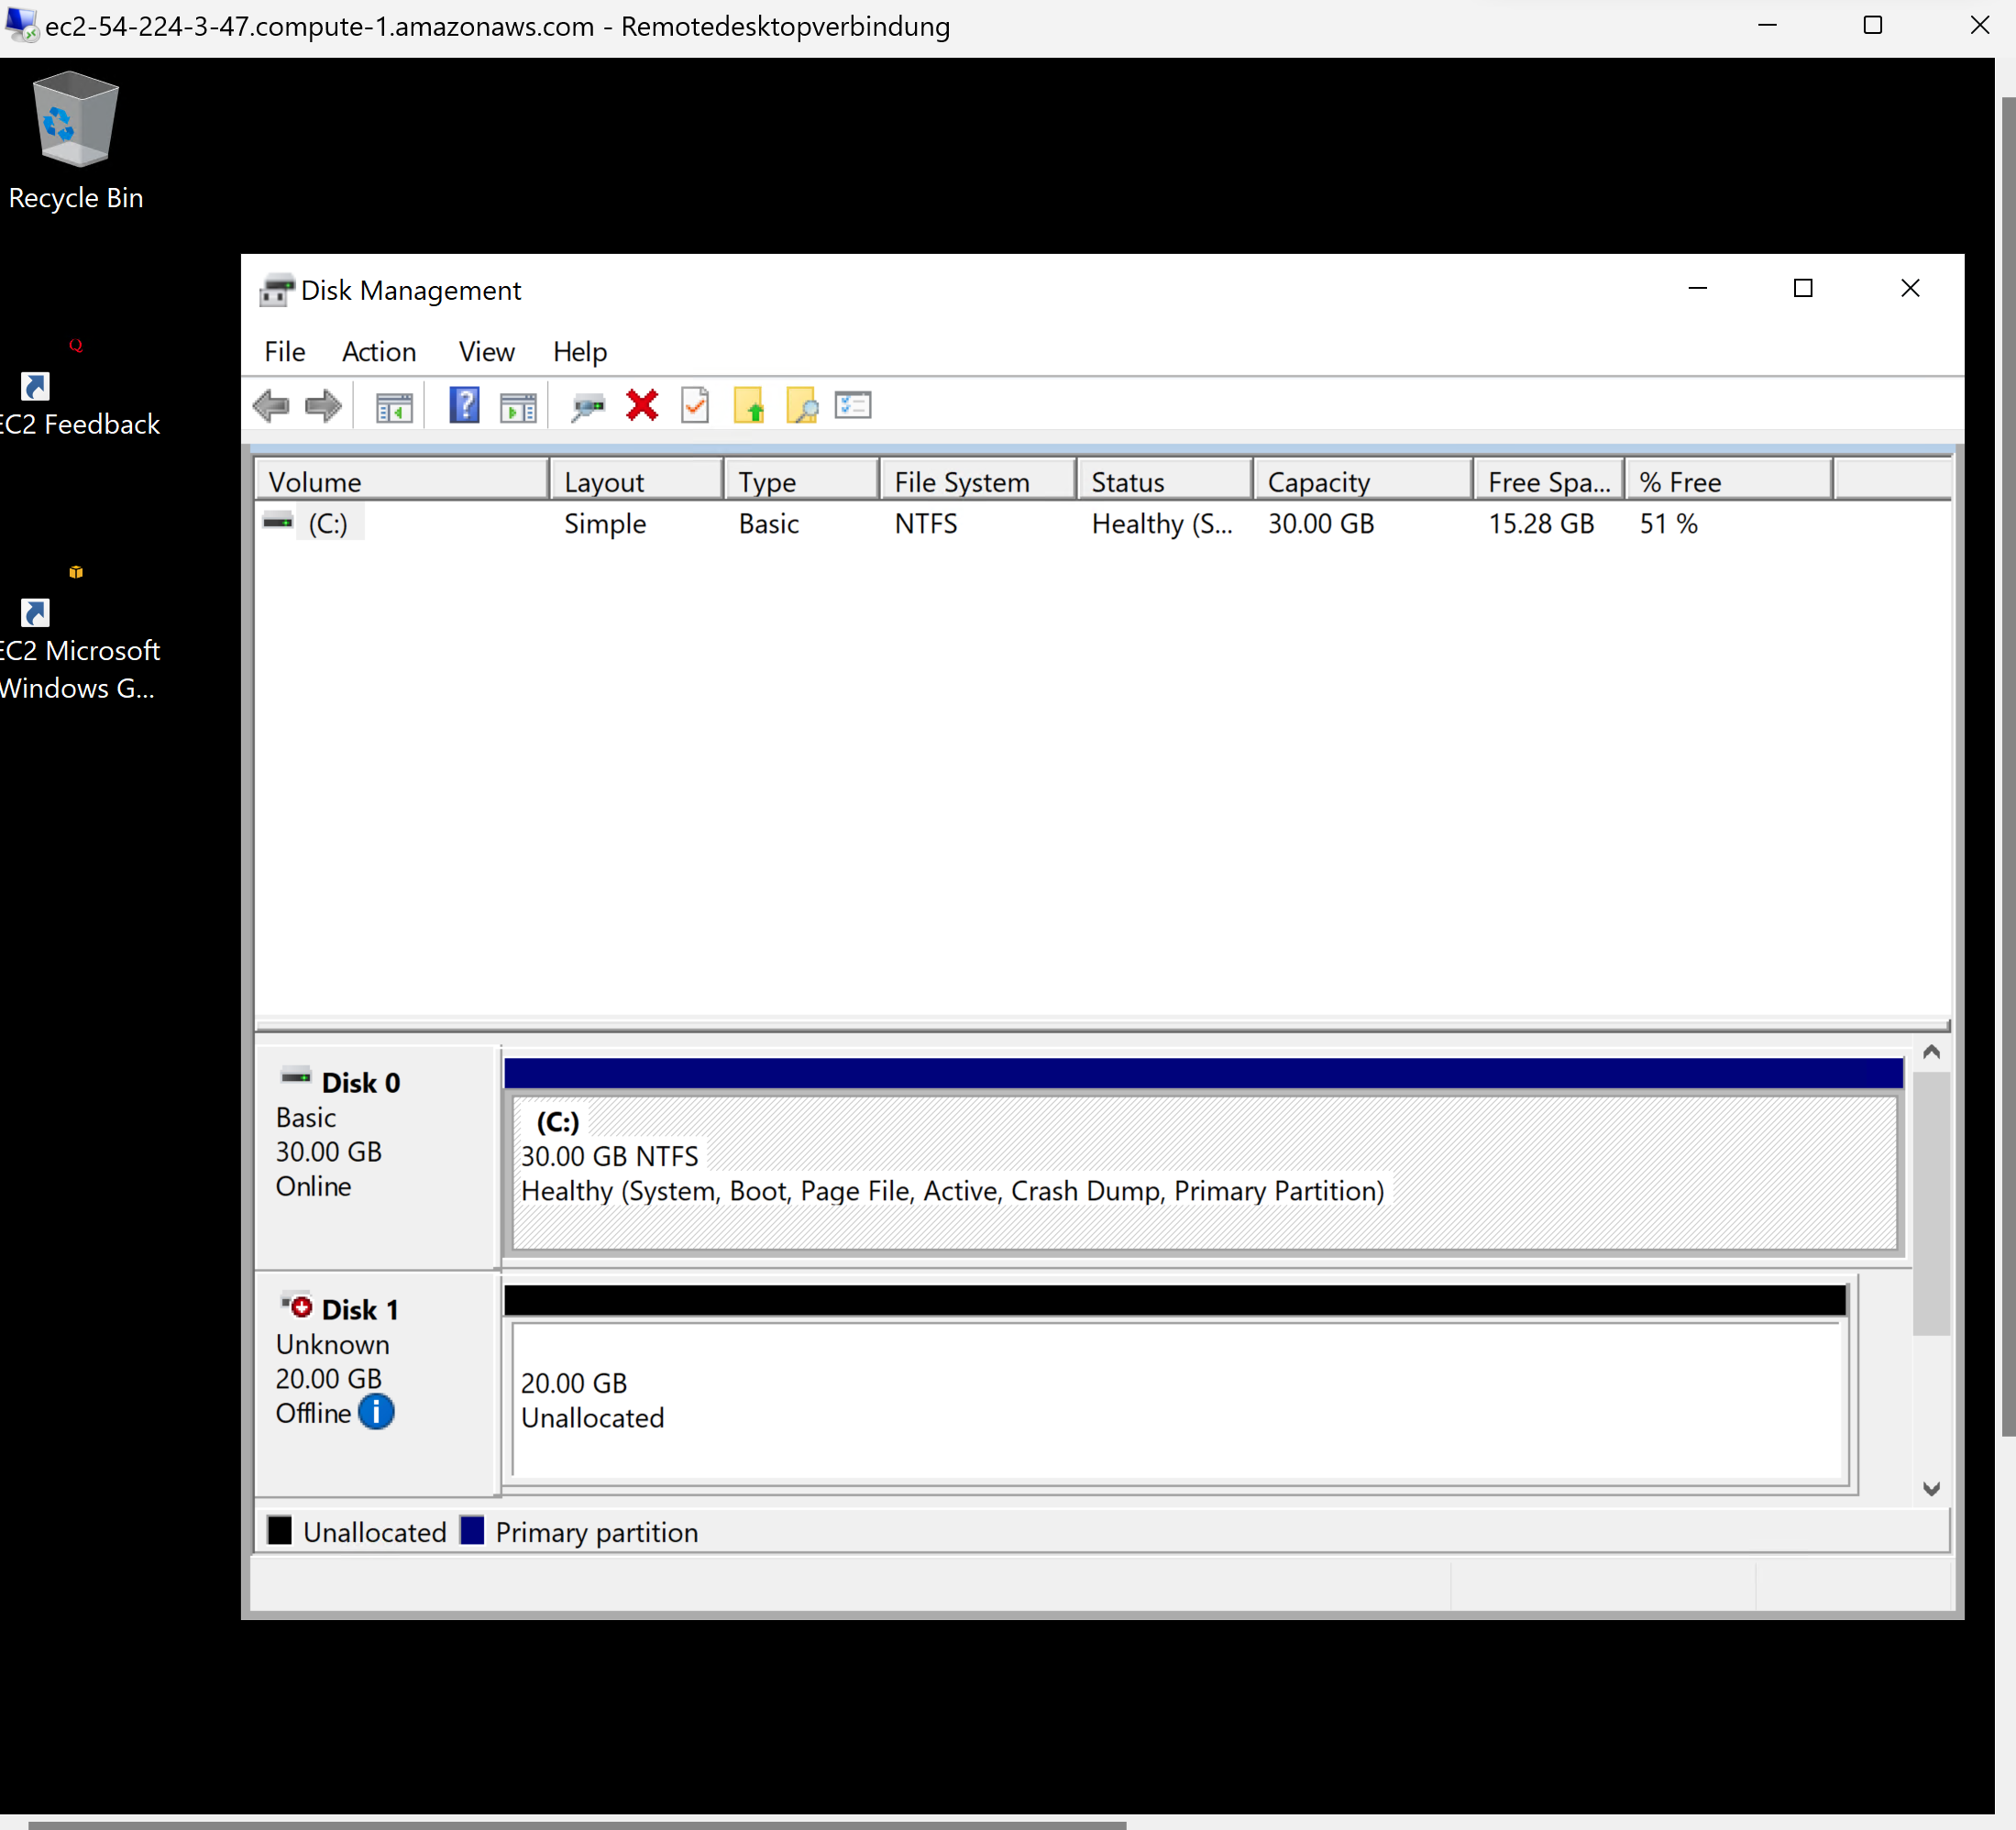 ec2-54-224-3-47.compute-1.amazonaws.com - Remotedesktopverbindung
Recycle Bin
EC2 Feedback
EC2 Microsoft
Windows G...
Disk Management
File Action View Help
Volume Layout Type File System Status Capacity Free Spa... % Free
(C:) Simple Basic NTFS Healthy (S... 30.00 GB 15.28 GB 51 %
Disk 0
Basic
30.00 GB
Online
(C:)
30.00 GB NTFS
Healthy (System, Boot, Page File, Active, Crash Dump, Primary Partition)
Disk 1
Unknown
20.00 GB
Offline
20.00 GB
Unallocated
Unallocated Primary partition